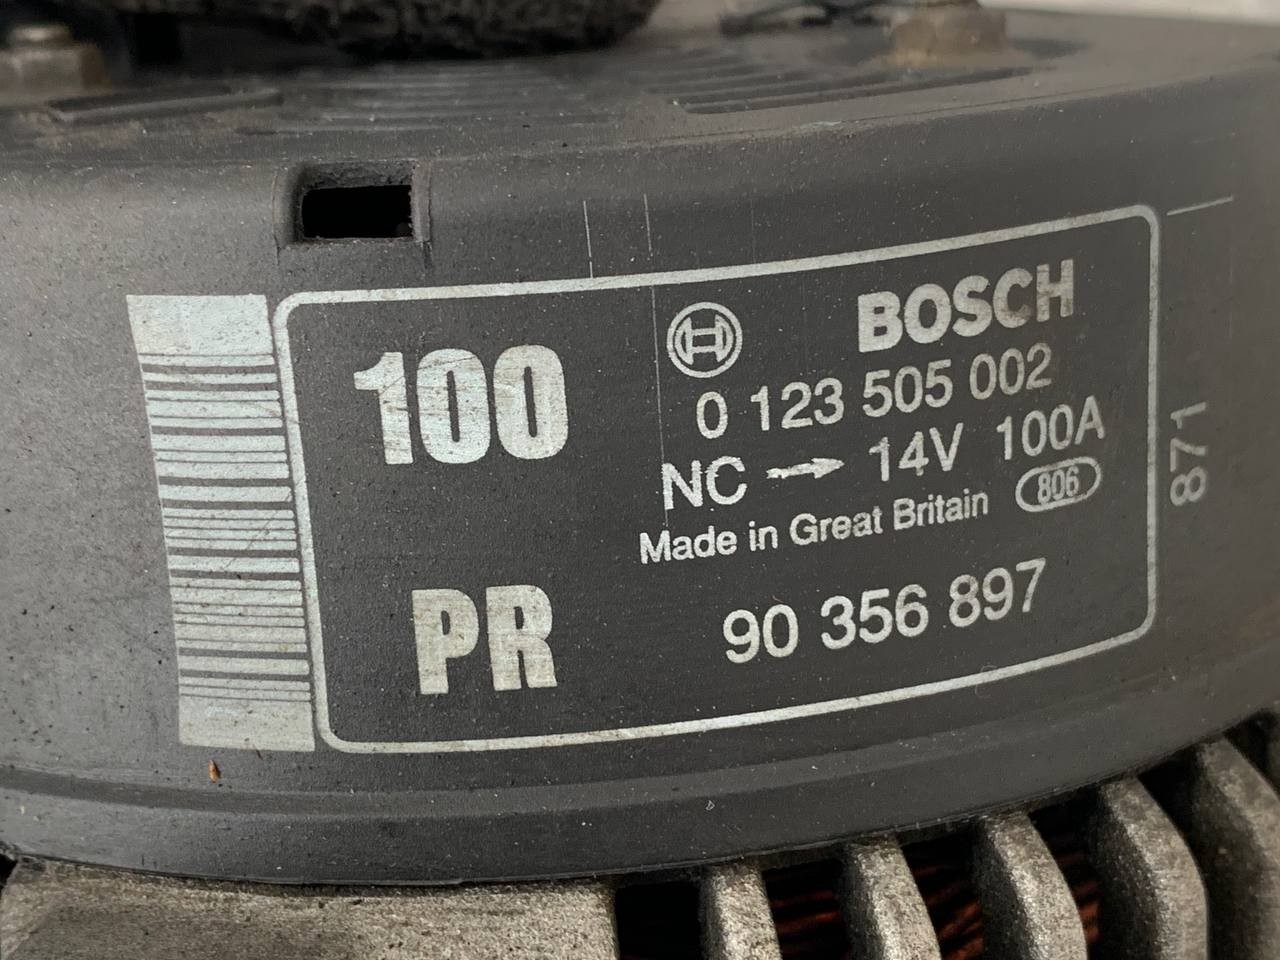 100
BOSCH
0 123 505 002
NC → 14V 100A
Made in Great Britain 806
PR
90 356 897
871